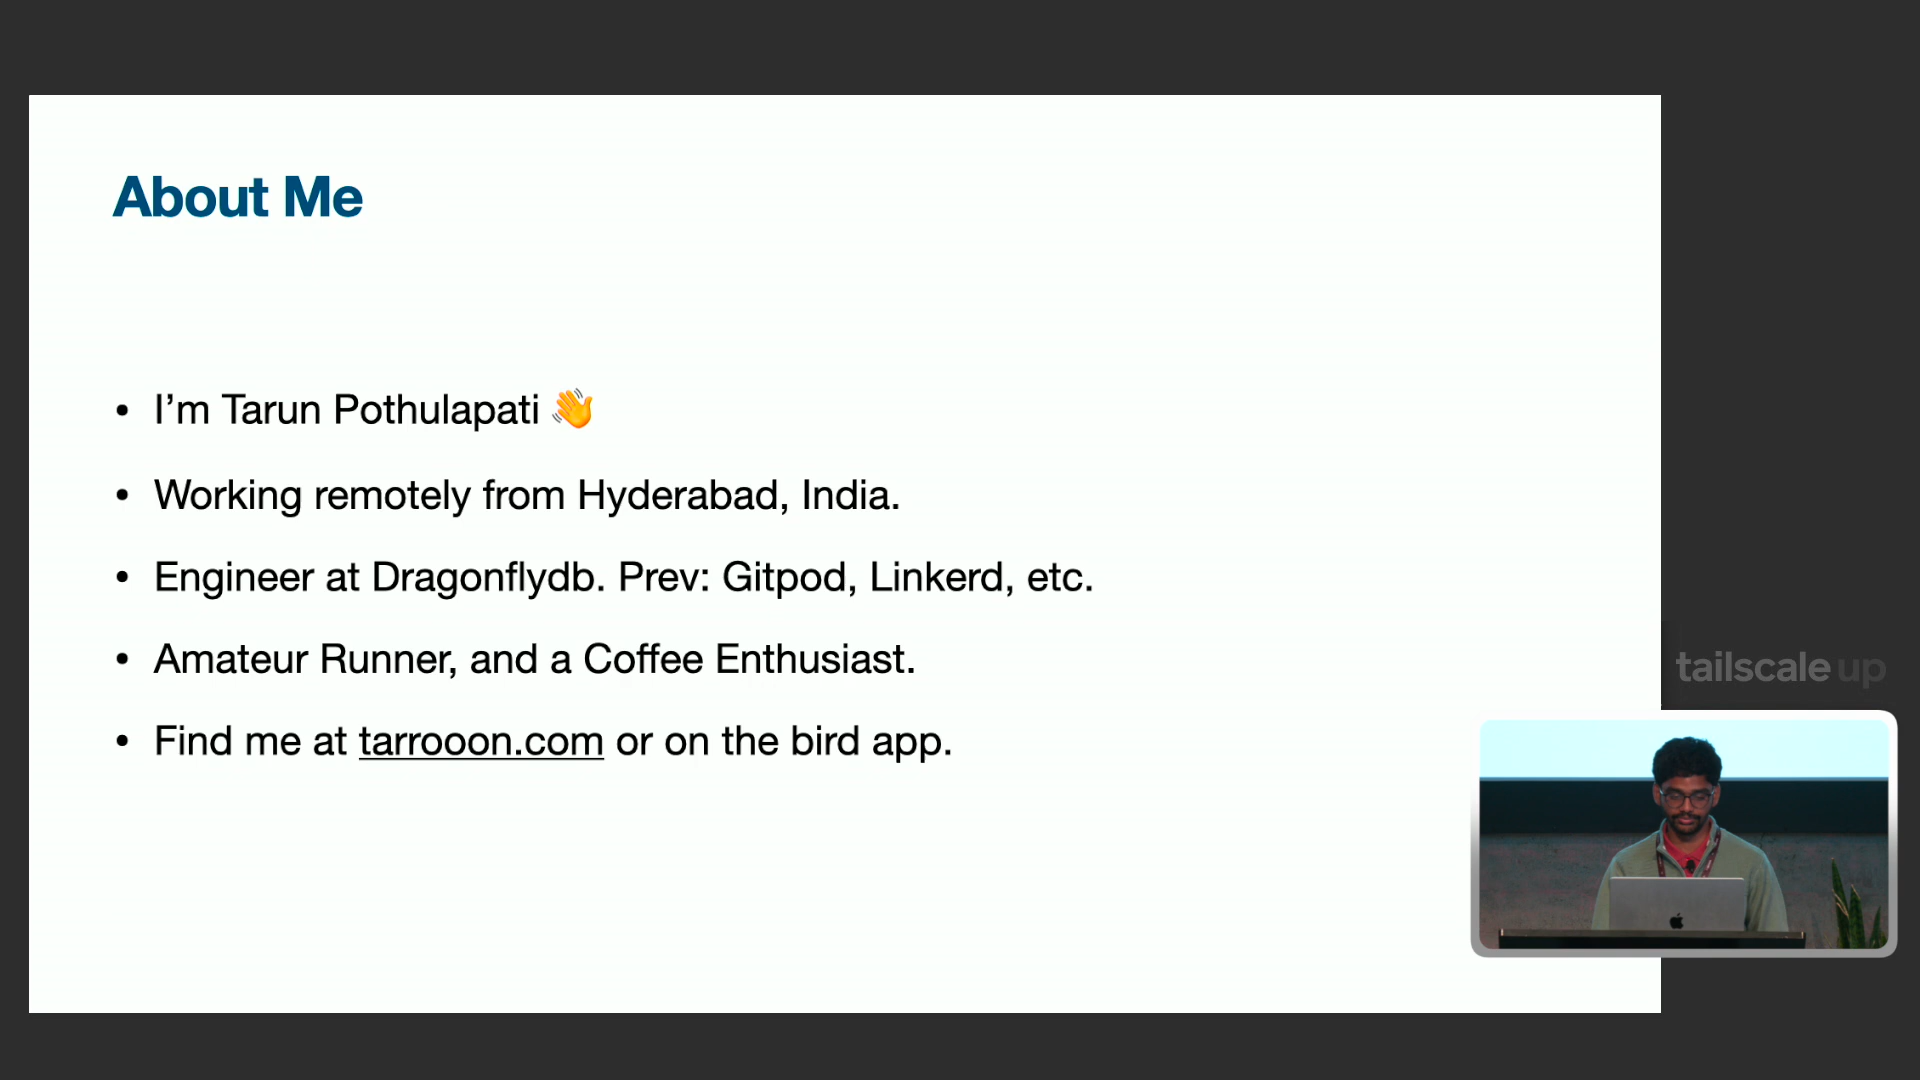 About Me
• I’m Tarun Pothulapati 👋
• Working remotely from Hyderabad, India.
• Engineer at Dragonflydb. Prev: Gitpod, Linkerd, etc.
• Amateur Runner, and a Coffee Enthusiast.
• Find me at tarrooon.com or on the bird app.
tailscale up